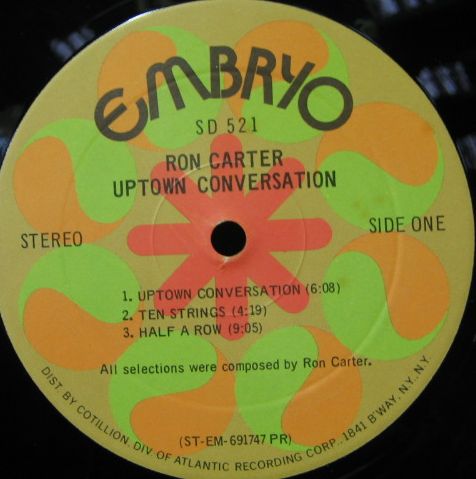 EMBRYO
SD 521
RON CARTER
UPTOWN CONVERSATION
STEREO
SIDE ONE
1. UPTOWN CONVERSATION (6:08)
2. TEN STRINGS (4:19)
3. HALF A ROW (9:05)
All selections were composed by Ron Carter.
(ST-EM-691747 PR)
DIST. BY COTILLION, DIV. OF ATLANTIC RECORDING CORP., 1841 B'WAY, N.Y., N.Y.